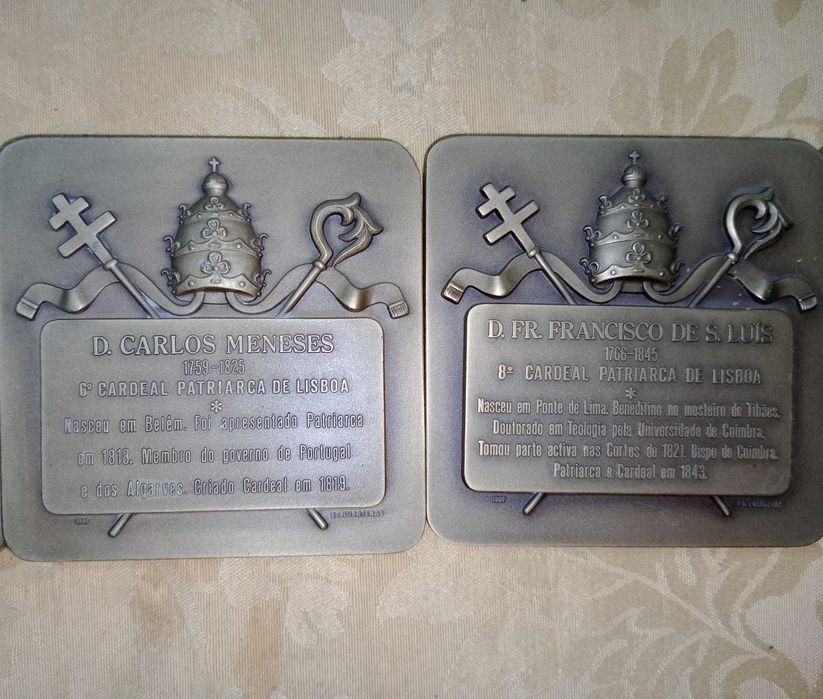 D. CARLOS MENESES
1759-1825
6º CARDEAL PATRIARCA DE LISBOA
*
Nasceu em Belém. Foi apresentado Patriarca
em 1813. Membro do governo de Portugal
e dos Algarves. Criado Cardeal em 1819.
D. FR. FRANCISCO DE S. LUIS
1766-1845
8º CARDEAL PATRIARCA DE LISBOA
*
Nasceu em Ponte de Lima. Beneditino no mosteiro de Tibães.
Doutorado em Teologia pela Universidade de Coimbra.
Tomou parte activa nas Cortes de 1821. Bispo de Coimbra.
Patriarca e Cardeal em 1843.